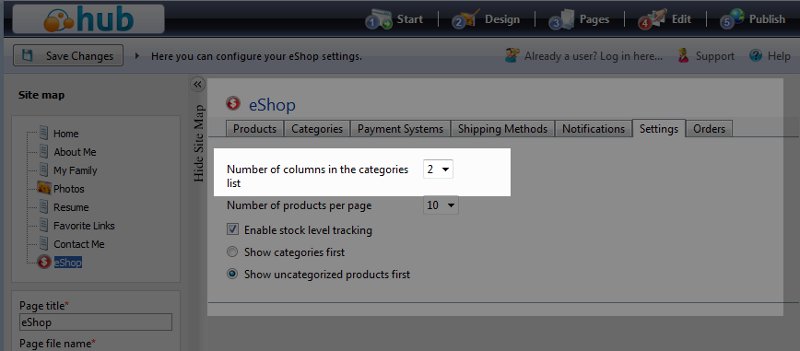 hub
1 Start
2 Design
3 Pages
4 Edit
5 Publish
Save Changes
Here you can configure your eShop settings.
Already a user? Log in here...
Support
Help
Site map
Home
About Me
My Family
Photos
Resume
Favorite Links
Contact Me
eShop
Page title*
eShop
Page file name*
Hide Site Map
eShop
Products
Categories
Payment Systems
Shipping Methods
Notifications
Settings
Orders
Number of columns in the categories
list
2
Number of products per page
10
Enable stock level tracking
Show categories first
Show uncategorized products first